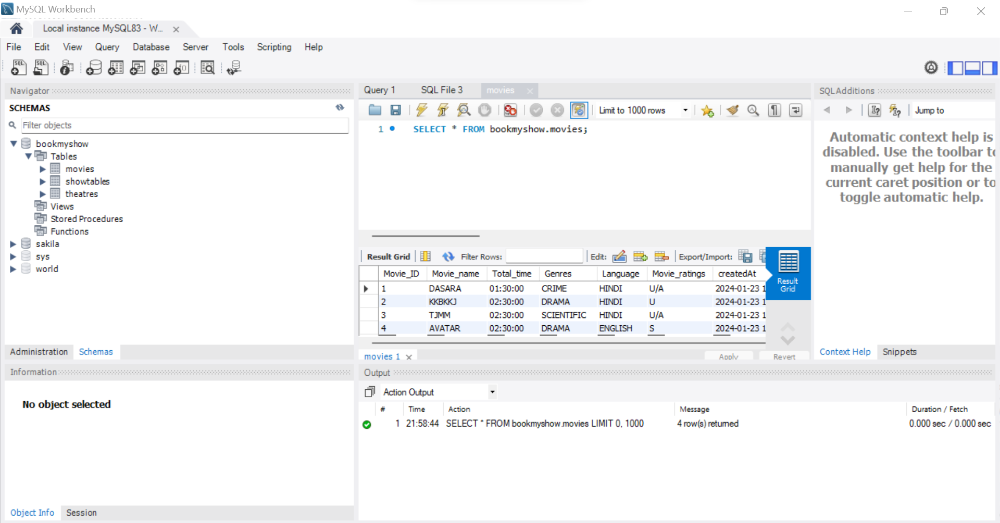 MySQL Workbench
Local instance MySQL83 - W...
File Edit View Query Database Server Tools Scripting Help
Navigator
SCHEMAS
Filter objects
bookmyshow
Tables
movies
showtables
theatres
Views
Stored Procedures
Functions
sakila
sys
world
Administration Schemas
Information
No object selected
Object Info Session
Query 1 SQL File 3 movies
Limit to 1000 rows
1 SELECT * FROM bookmyshow.movies;
Result Grid Filter Rows: Edit: Export/Import:
Movie_ID Movie_name Total_time Genres Language Movie_ratings createdAt
1 DASARA 01:30:00 CRIME HINDI U/A 2024-01-23 1
2 KKBKKJ 02:30:00 DRAMA HINDI U 2024-01-23 1
3 TJMM 02:30:00 SCIENTIFIC HINDI U/A 2024-01-23 1
4 AVATAR 02:30:00 DRAMA ENGLISH S 2024-01-23 1
Result
Grid
movies 1 Apply Revert
SQLAdditions
Jump to
Automatic context help is
disabled. Use the toolbar to
manually get help for the
current caret position or to
toggle automatic help.
Context Help Snippets
Output
Action Output
# Time Action Message Duration / Fetch
1 21:58:44 SELECT * FROM bookmyshow.movies LIMIT 0, 1000 4 row(s) returned 0.000 sec / 0.000 sec